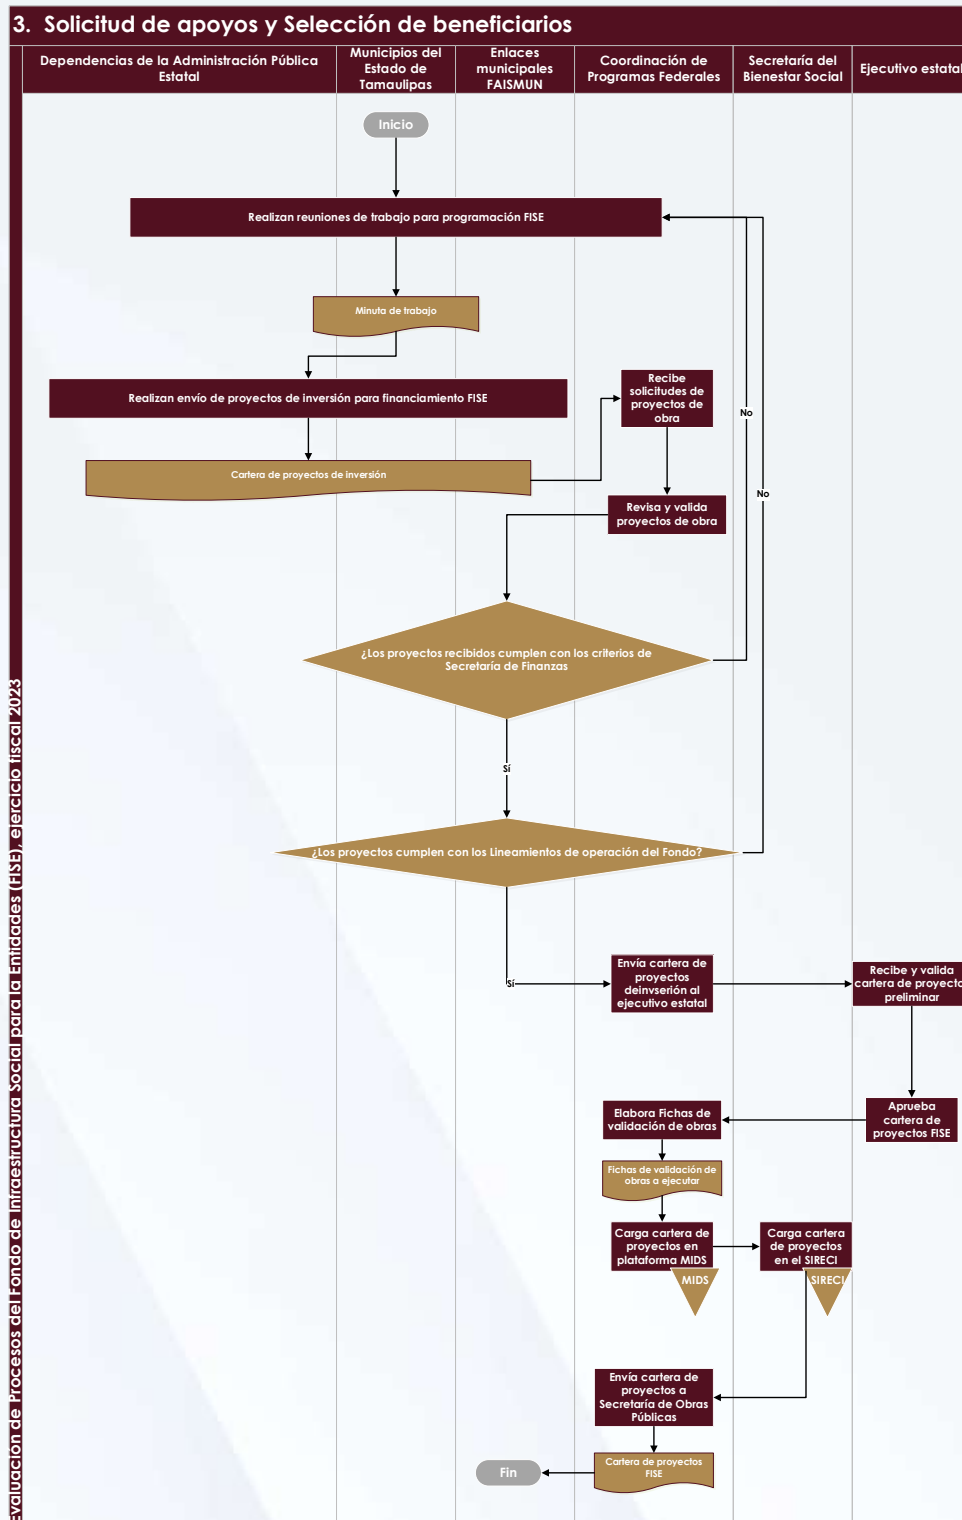 3. Solicitud de apoyos y Selección de beneficiarios
Dependencias de la Administración Pública
Estatal
Municipios del
Estado de
Tamaulipas
Enlaces
municipales
FAISMUN
Coordinación de
Programas Federales
Secretaría del
Bienestar Social
Ejecutivo estatal
Evaluación de Procesos del Fondo de Infraestructura Social para la Entidades (FISE), ejercicio fiscal 2023
Inicio
Realizan reuniones de trabajo para programación FISE
Minuta de trabajo
Realizan envío de proyectos de inversión para financiamiento FISE
Recibe
solicitudes de
proyectos de
obra
No
Cartera de proyectos de inversión
No
Revisa y valida
proyectos de obra
¿Los proyectos recibidos cumplen con los criterios de
Secretaría de Finanzas
Sí
¿Los proyectos cumplen con los Lineamientos de operación del Fondo?
Sí
Envía cartera de
proyectos
deinvserión al
ejecutivo estatal
Recibe y valida
cartera de proyecto
preliminar
Aprueba
cartera de
proyectos FISE
Elabora Fichas de
validación de obras
Fichas de validación de
obras a ejecutar
Carga cartera de
proyectos en
plataforma MIDS
MIDS
Carga cartera
de proyectos
en el SIRECI
SIRECI
Envía cartera de
proyectos a
Secretaría de Obras
Públicas
Cartera de proyectos
FISE
Fin